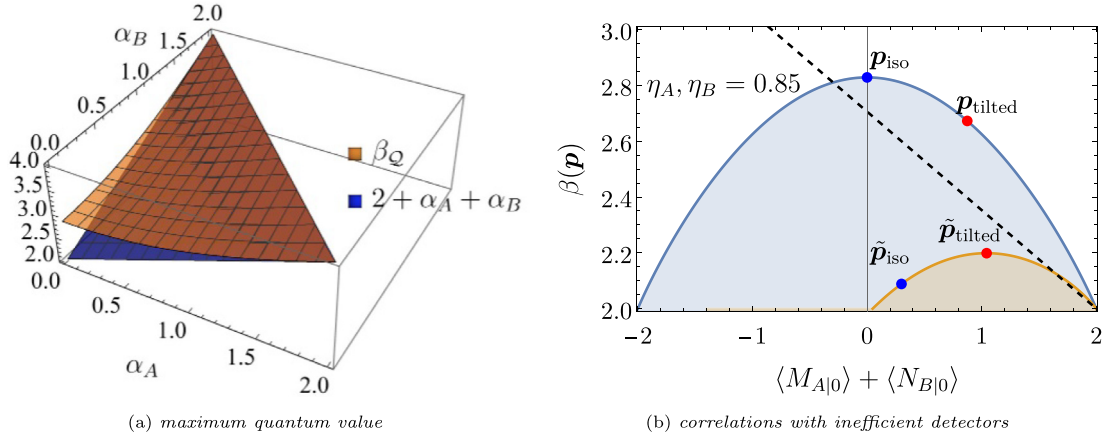 2.0
α_B
1.5
1.0
0.5
0.0
4.0
3.5
3.0
2.5
2.0
0.0
0.5
1.0
1.5
2.0
α_A
β_Q
2 + α_A + α_B
(a) maximum quantum value
3.0
2.8
2.6
2.4
2.2
2.0
β(p)
η_A, η_B = 0.85
p_iso
p_tilted
p̃_iso
p̃_tilted
−2 −1 0 1 2
⟨M_{A|0}⟩ + ⟨N_{B|0}⟩
(b) correlations with inefficient detectors